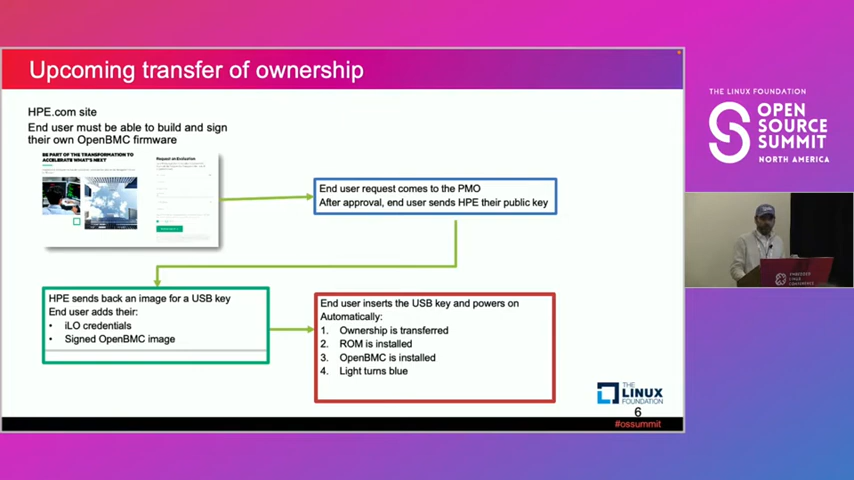 Upcoming transfer of ownership
HPE.com site
End user must be able to build and sign
their own OpenBMC firmware
BE PART OF THE TRANSFORMATION TO
ACCELERATE WHAT'S NEXT
Request an Evaluation
End user request comes to the PMO
After approval, end user sends HPE their public key
HPE sends back an image for a USB key
End user adds their:
• iLO credentials
• Signed OpenBMC image
End user inserts the USB key and powers on
Automatically:
1. Ownership is transferred
2. ROM is installed
3. OpenBMC is installed
4. Light turns blue
THE
LINUX
FOUNDATION
6
#ossummit
THE LINUX FOUNDATION
OPEN
SOURCE
SUMMIT
NORTH AMERICA
EMBEDDED
LINUX
CONFERENCE